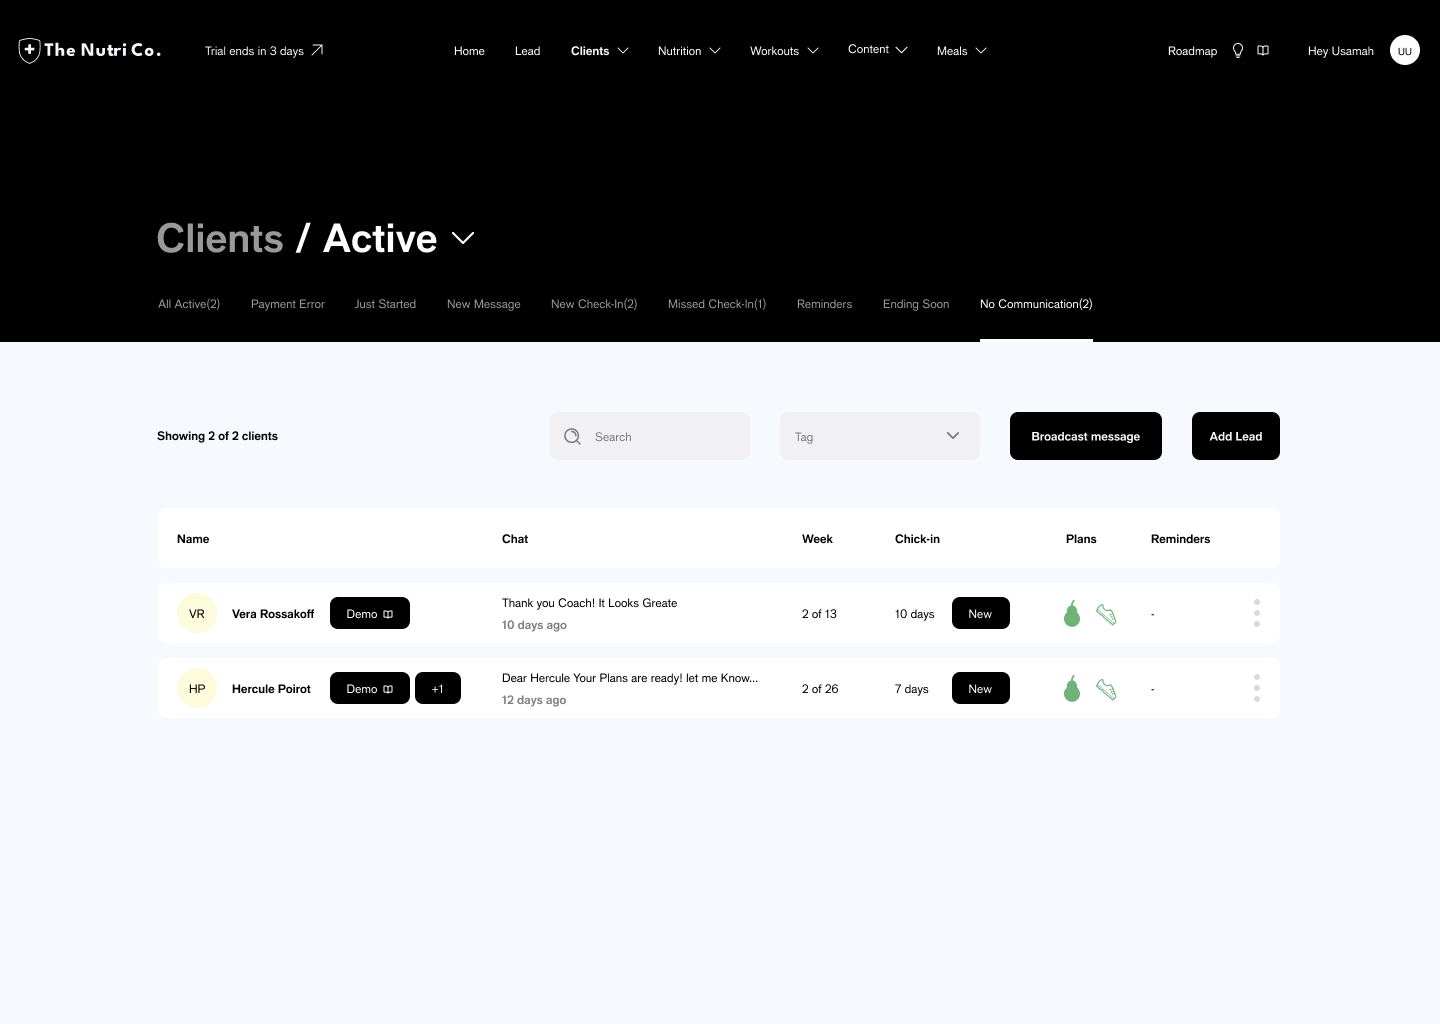 The Nutri Co.
Trial ends in 3 days
Home
Lead
Clients
Nutrition
Workouts
Content
Meals
Roadmap
Hey Usamah
UU
Clients / Active
All Active(2)
Payment Error
Just Started
New Message
New Check-In(2)
Missed Check-In(1)
Reminders
Ending Soon
No Communication(2)
Showing 2 of 2 clients
Search
Tag
Broadcast message
Add Lead
Name
Chat
Week
Chick-in
Plans
Reminders
VR
Vera Rossakoff
Demo
Thank you Coach! It Looks Greate
10 days ago
2 of 13
10 days
New
-
HP
Hercule Poirot
Demo
+1
Dear Hercule Your Plans are ready! let me Know...
12 days ago
2 of 26
7 days
New
-